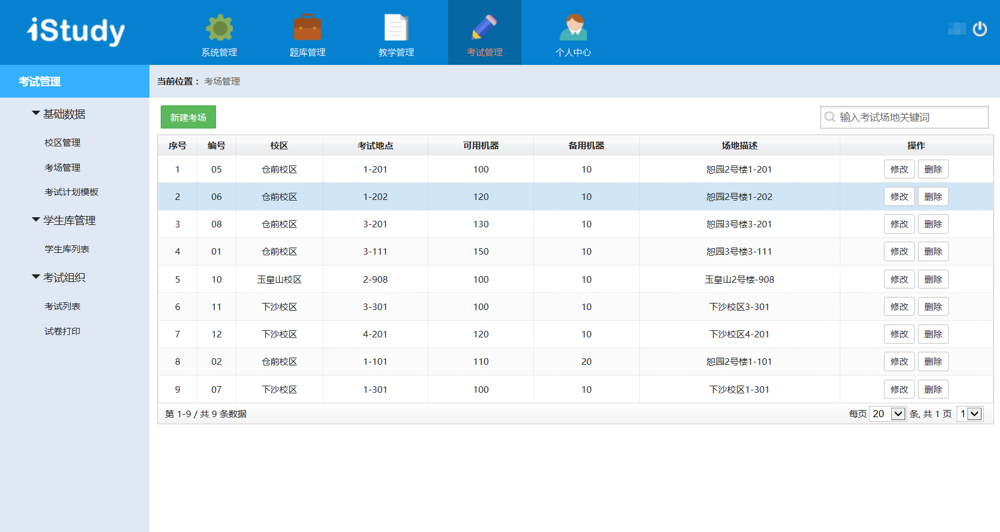 iStudy
系统管理
题库管理
教学管理
考试管理
个人中心
考试管理
当前位置： 考场管理
基础数据
校区管理
考场管理
考试计划模板
学生库管理
学生库列表
考试组织
考试列表
试卷打印
新建考场
输入考试场地关键词
序号 编号 校区 考试地点 可用机器 备用机器 场地描述 操作
1 05 仓前校区 1-201 100 10 恕园2号楼1-201 修改 删除
2 06 仓前校区 1-202 120 10 恕园2号楼1-202 修改 删除
3 08 仓前校区 3-201 130 10 恕园3号楼3-201 修改 删除
4 01 仓前校区 3-111 150 10 恕园3号楼3-111 修改 删除
5 10 玉皇山校区 2-908 100 10 玉皇山2号楼-908 修改 删除
6 11 下沙校区 3-301 100 10 下沙校区3-301 修改 删除
7 12 下沙校区 4-201 120 10 下沙校区4-201 修改 删除
8 02 仓前校区 1-101 110 20 恕园2号楼1-101 修改 删除
9 07 下沙校区 1-301 100 10 下沙校区1-301 修改 删除
第 1-9 / 共 9 条数据
每页 20 条, 共 1 页 1